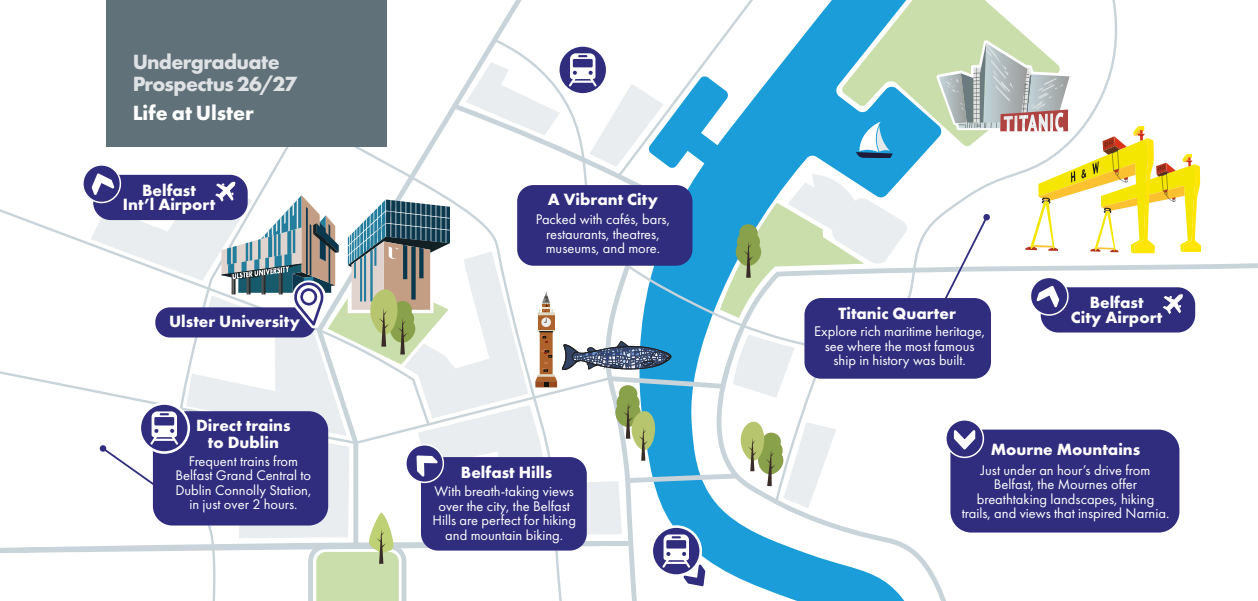 Undergraduate
Prospectus 26/27
Life at Ulster
TITANIC
H & W
Belfast
Int'l Airport
ULSTER UNIVERSITY
A Vibrant City
Packed with cafés, bars,
restaurants, theatres,
museums, and more.
Ulster University
Titanic Quarter
Explore rich maritime heritage,
see where the most famous
ship in history was built.
Belfast
City Airport
Direct trains
to Dublin
Frequent trains from
Belfast Grand Central to
Dublin Connolly Station,
in just over 2 hours.
Belfast Hills
With breath-taking views
over the city, the Belfast
Hills are perfect for hiking
and mountain biking.
Mourne Mountains
Just under an hour's drive from
Belfast, the Mournes offer
breathtaking landscapes, hiking
trails, and views that inspired Narnia.